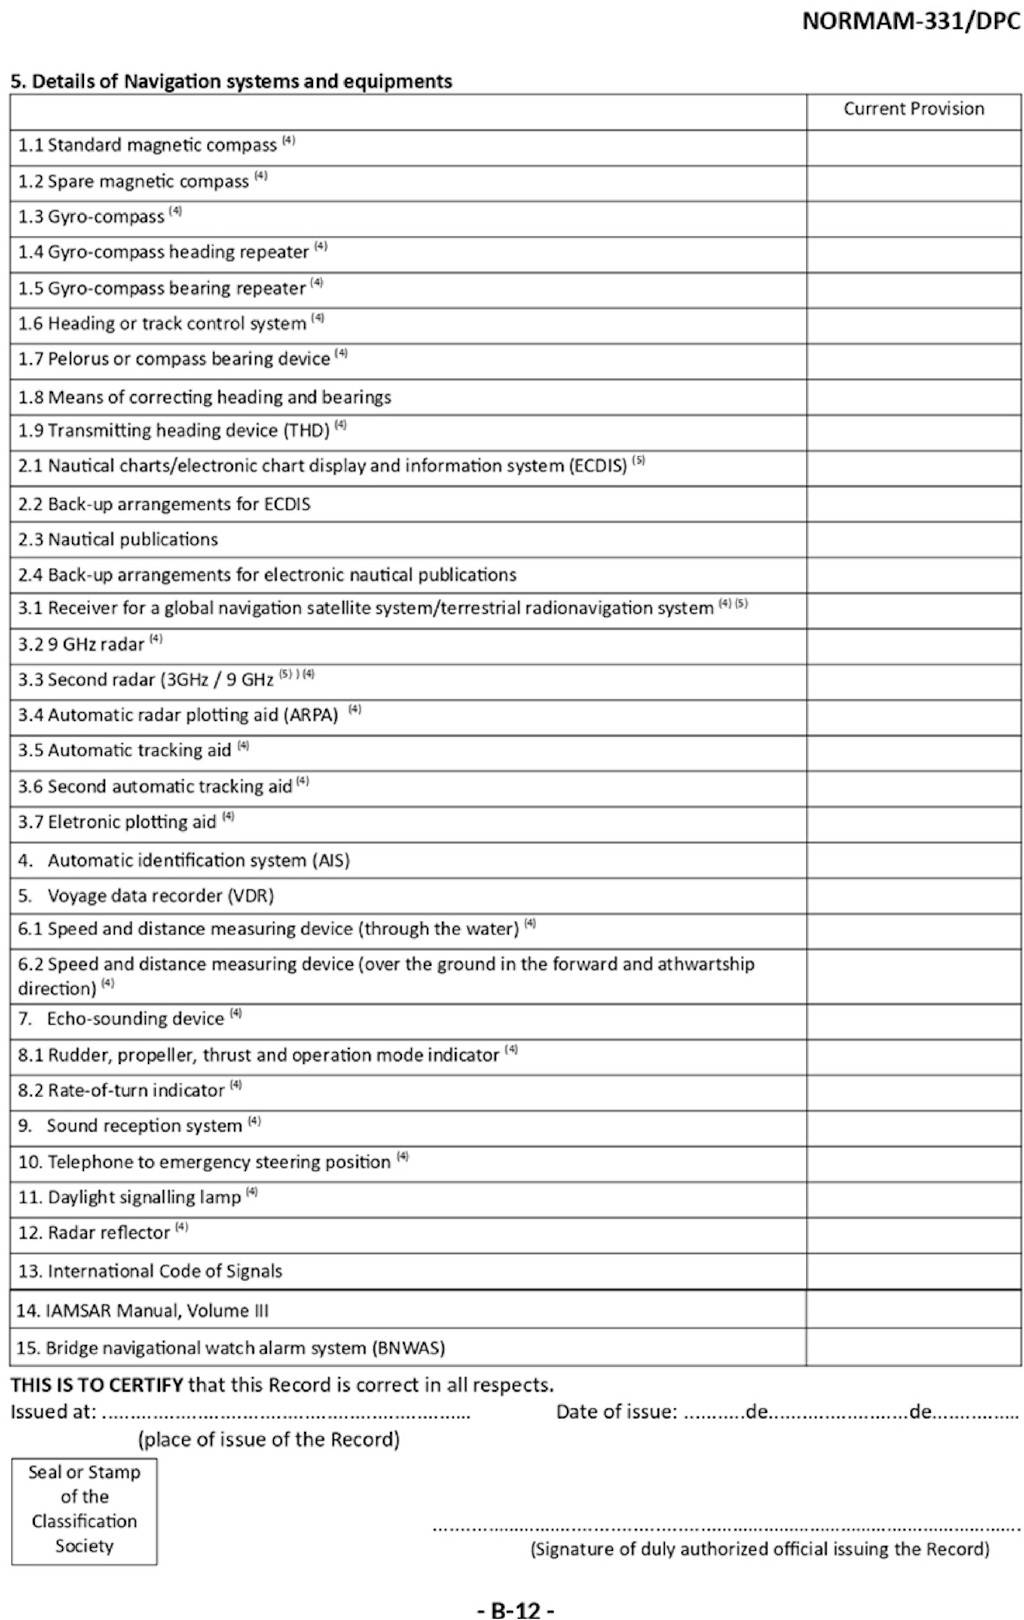 NORMAM-331/DPC
5. Details of Navigation systems and equipments
Current Provision
1.1 Standard magnetic compass (4)
1.2 Spare magnetic compass (4)
1.3 Gyro-compass (4)
1.4 Gyro-compass heading repeater (4)
1.5 Gyro-compass bearing repeater (4)
1.6 Heading or track control system (4)
1.7 Pelorus or compass bearing device (4)
1.8 Means of correcting heading and bearings
1.9 Transmitting heading device (THD) (4)
2.1 Nautical charts/electronic chart display and information system (ECDIS) (5)
2.2 Back-up arrangements for ECDIS
2.3 Nautical publications
2.4 Back-up arrangements for electronic nautical publications
3.1 Receiver for a global navigation satellite system/terrestrial radionavigation system (4) (5)
3.2 9 GHz radar (4)
3.3 Second radar (3GHz / 9 GHz (5) ) (4)
3.4 Automatic radar plotting aid (ARPA) (4)
3.5 Automatic tracking aid (4)
3.6 Second automatic tracking aid (4)
3.7 Eletronic plotting aid (4)
4. Automatic identification system (AIS)
5. Voyage data recorder (VDR)
6.1 Speed and distance measuring device (through the water) (4)
6.2 Speed and distance measuring device (over the ground in the forward and athwartship
direction) (4)
7. Echo-sounding device (4)
8.1 Rudder, propeller, thrust and operation mode indicator (4)
8.2 Rate-of-turn indicator (4)
9. Sound reception system (4)
10. Telephone to emergency steering position (4)
11. Daylight signalling lamp (4)
12. Radar reflector (4)
13. International Code of Signals
14. IAMSAR Manual, Volume III
15. Bridge navigational watch alarm system (BNWAS)
THIS IS TO CERTIFY that this Record is correct in all respects.
Issued at: .................................................................. Date of issue: ...........de.........................de................
(place of issue of the Record)
Seal or Stamp
of the
Classification
Society
..........................................................................................................
(Signature of duly authorized official issuing the Record)
- B-12 -